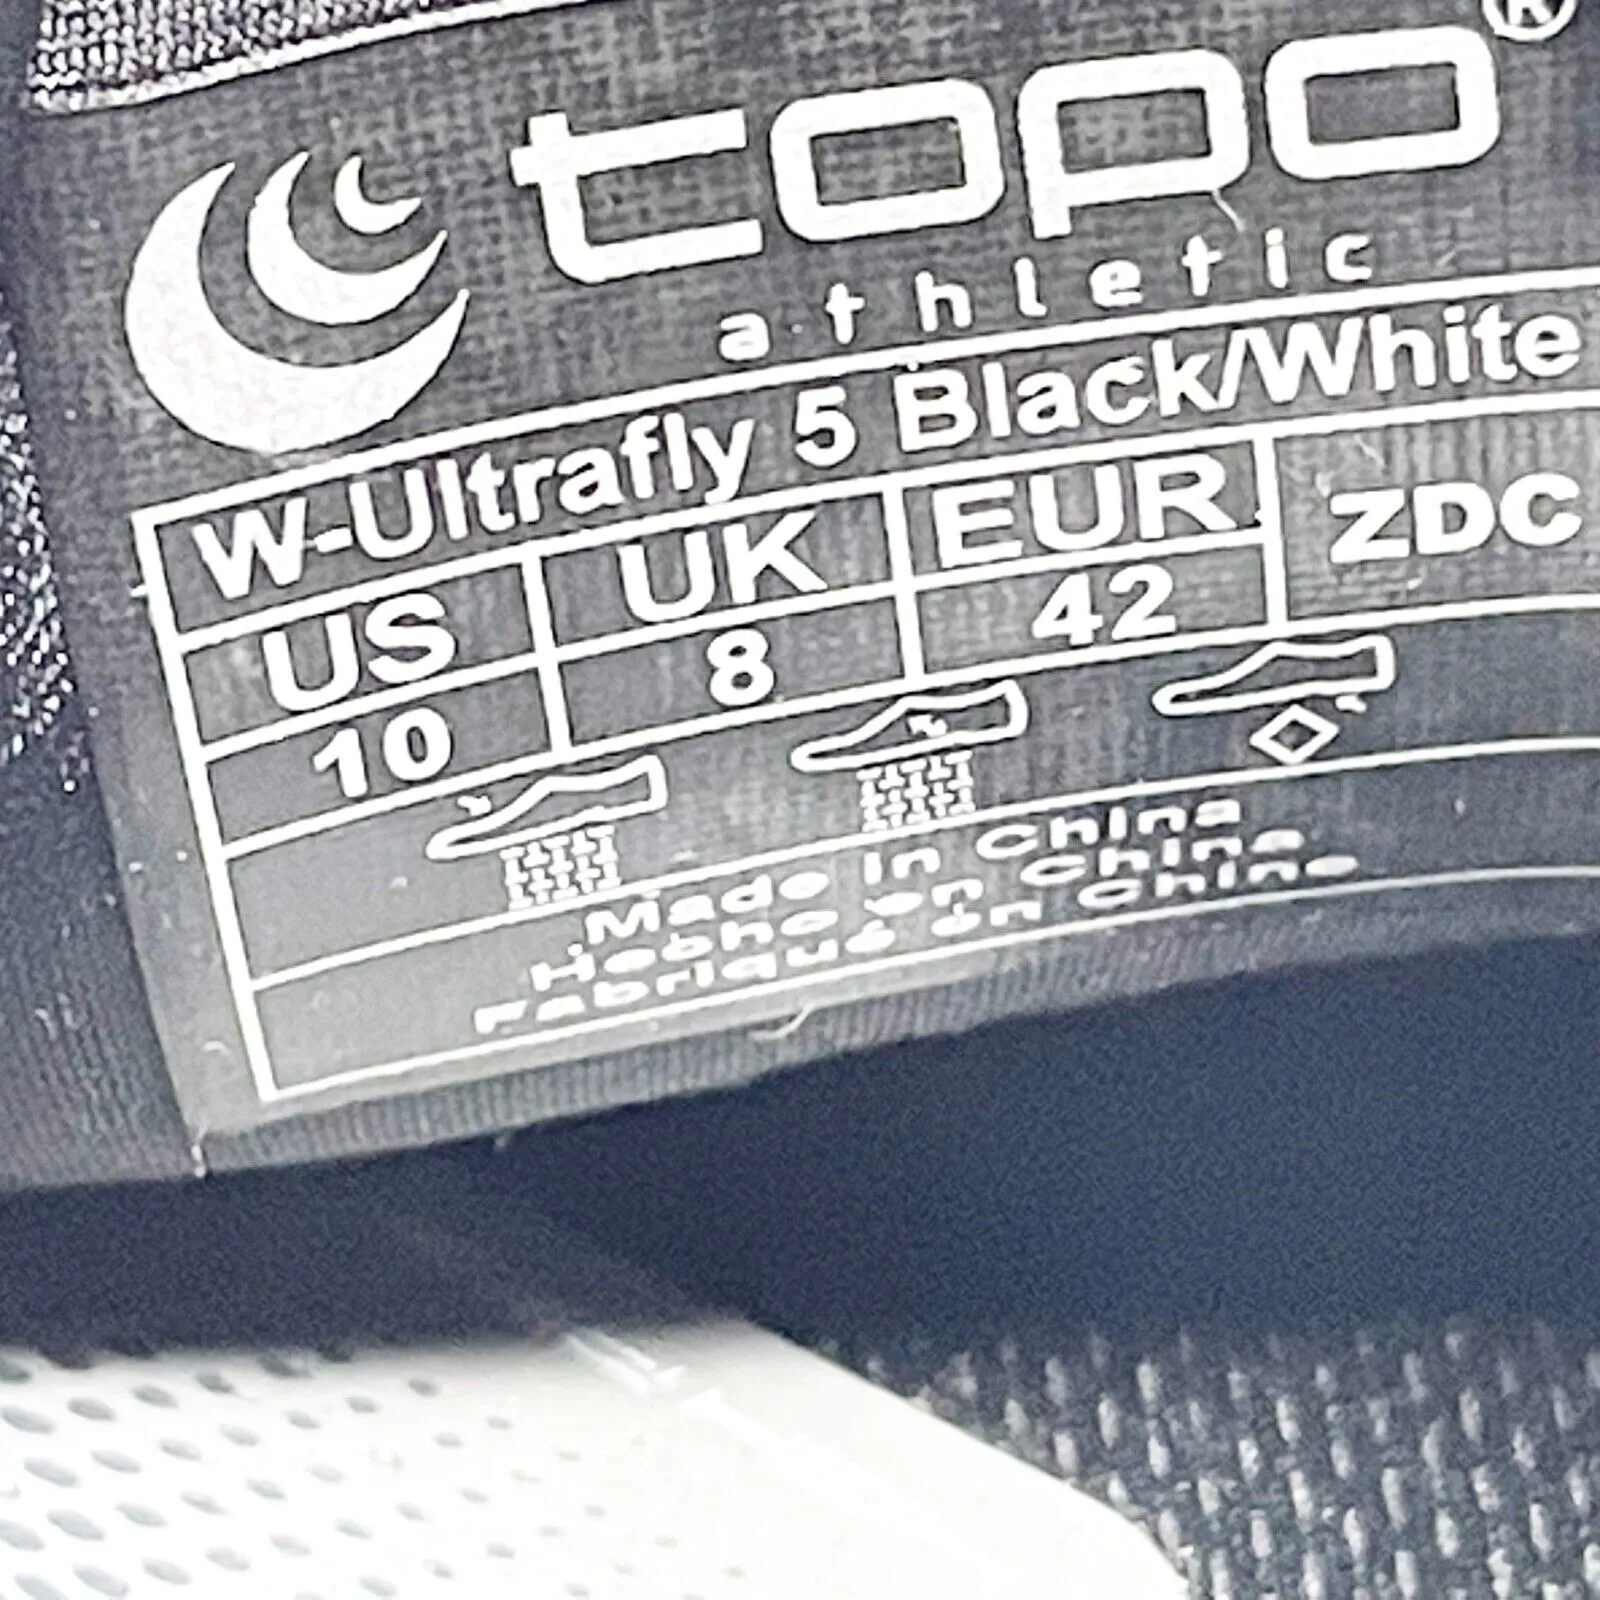 topo®
athletic
W-Ultrafly 5 Black/White
US UK EUR ZDC
10 8 42
Made in China
Hecho en China
Fabriqué en Chine